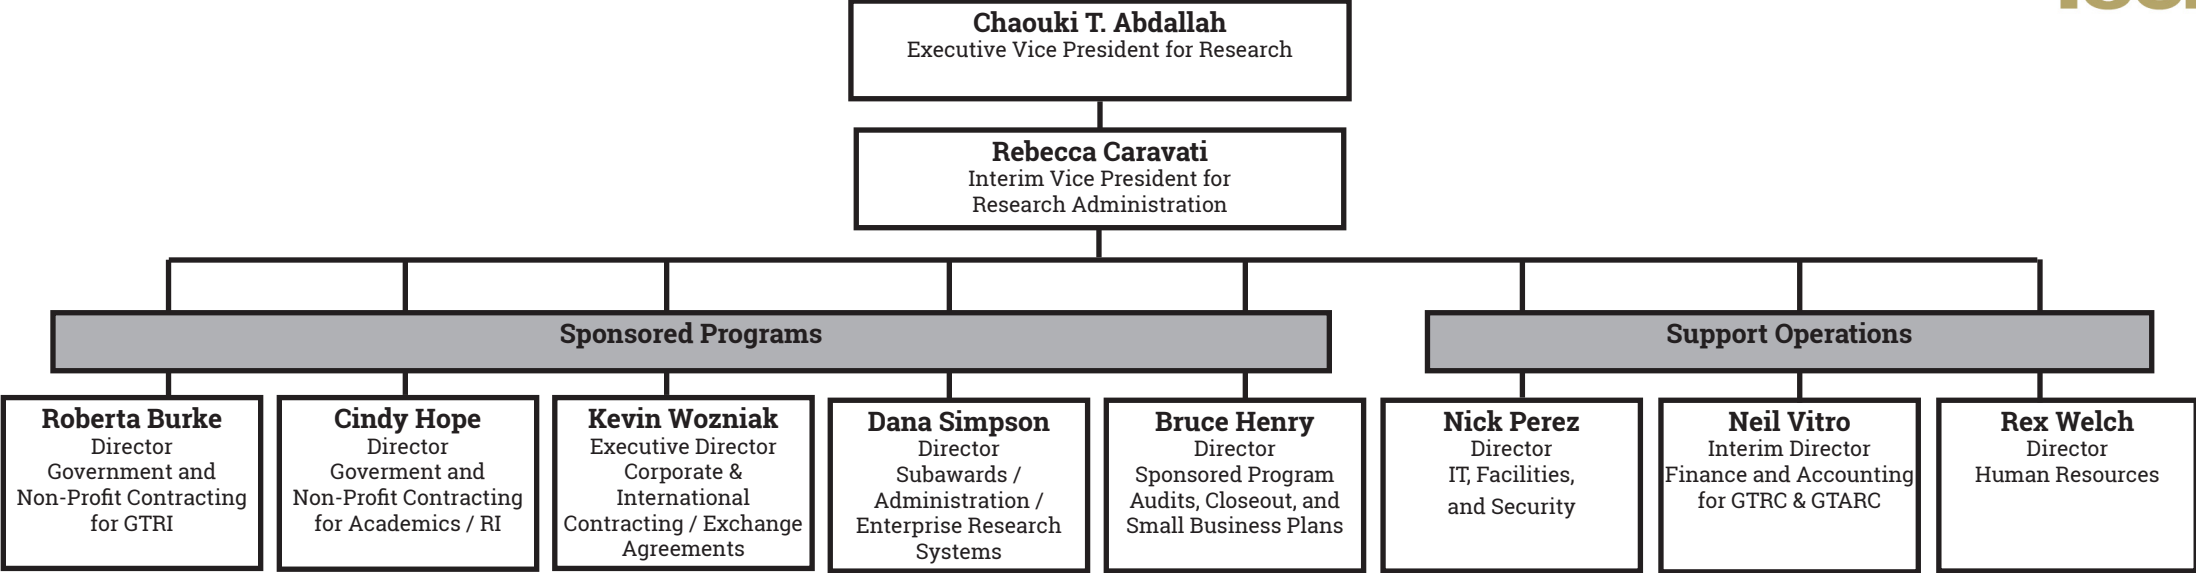 Chaouki T. Abdallah
Executive Vice President for Research
Rebecca Caravati
Interim Vice President for
Research Administration
Sponsored Programs
Support Operations
Roberta Burke
Director
Government and
Non-Profit Contracting
for GTRI
Cindy Hope
Director
Goverment and
Non-Profit Contracting
for Academics / RI
Kevin Wozniak
Executive Director
Corporate &
International
Contracting / Exchange
Agreements
Dana Simpson
Director
Subawards /
Administration /
Enterprise Research
Systems
Bruce Henry
Director
Sponsored Program
Audits, Closeout, and
Small Business Plans
Nick Perez
Director
IT, Facilities,
and Security
Neil Vitro
Interim Director
Finance and Accounting
for GTRC & GTARC
Rex Welch
Director
Human Resources